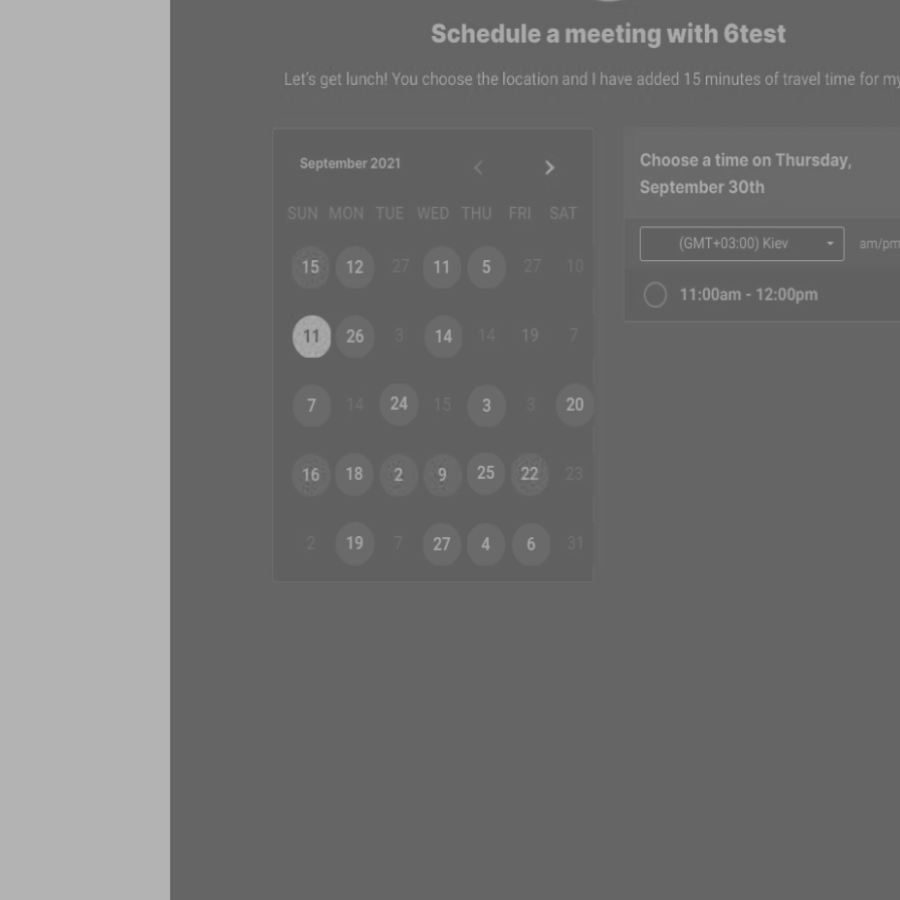 Schedule a meeting with 6test
Let's get lunch! You choose the location and I have added 15 minutes of travel time for my
September 2021
SUN MON TUE WED THU FRI SAT
15 12 27 11 5 27 10
11 26 3 14 14 19 7
7 14 24 15 3 3 20
16 18 2 9 25 22 23
2 19 7 27 4 6 31
Choose a time on Thursday,
September 30th
(GMT+03:00) Kiev am/pm
11:00am - 12:00pm